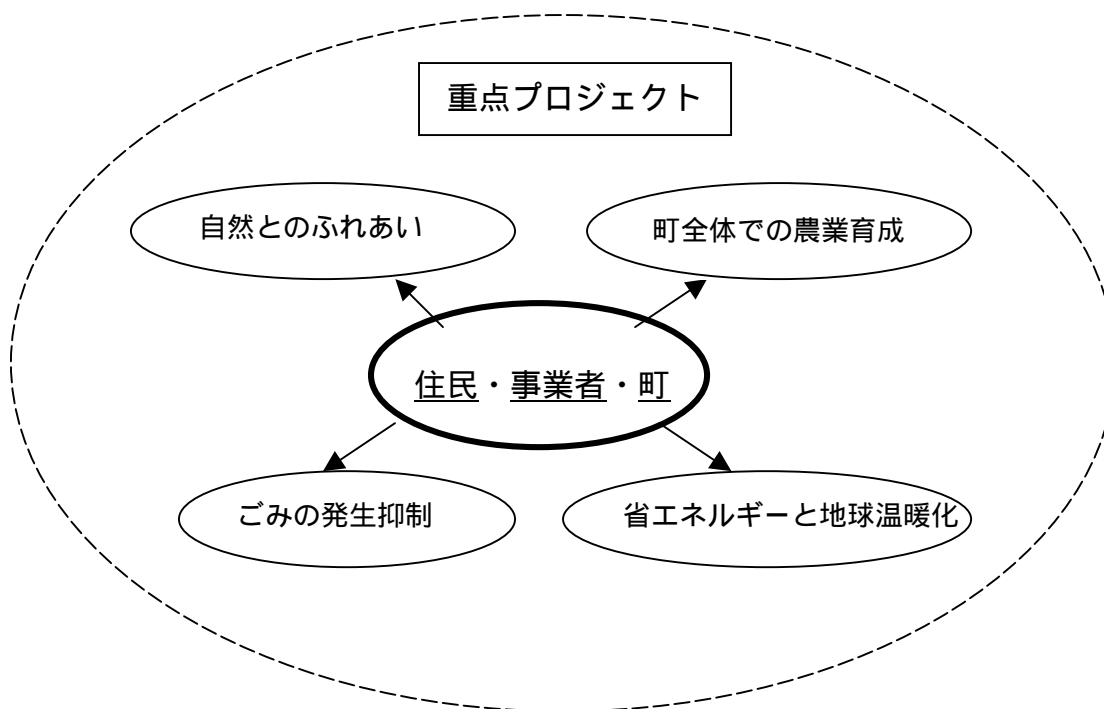 重点プロジェクト
自然とのふれあい
町全体での農業育成
住民・事業者・町
ごみの発生抑制
省エネルギーと地球温暖化